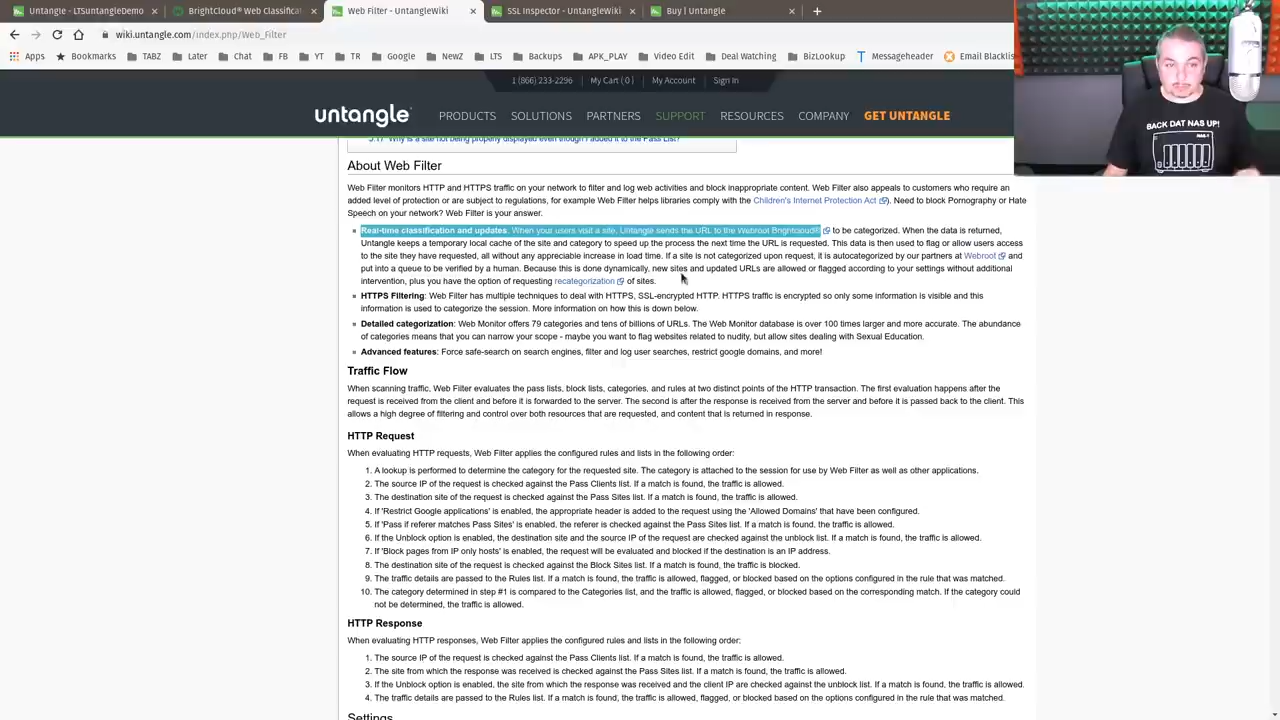 LTS - UntangleDemo
BrightCloud® Web Classific
Web Filter - UntangleWiki
SSL Inspector - UntangleWiki
Buy | Untangle
wiki.untangle.com/index.php/Web_Filter
Apps Bookmarks TABZ Later Chat FB YT TR Google NewZ LTS Backups APK_PLAY Video Edit Deal Watching BizLookup Messageheader Email Blacklis
1 (866) 233-2296 My Cart ( 0 ) My Account Sign In
untangle PRODUCTS SOLUTIONS PARTNERS SUPPORT RESOURCES COMPANY GET UNTANGLE
BACK DAT NAS UP!
5.17 Why is a site not being properly displayed even though I added it to the Pass List?
About Web Filter
Web Filter monitors HTTP and HTTPS traffic on your network to filter and log web activities and block inappropriate content. Web Filter also appeals to customers who require an
added level of protection or are subject to regulations, for example Web Filter helps libraries comply with the Children's Internet Protection Act ). Need to block Pornography or Hate
Speech on your network? Web Filter is your answer.
Real-time classification and updates: When your users visit a site, Untangle sends the URL to the Webroot BrightCloud® to be categorized. When the data is returned,
Untangle keeps a temporary local cache of the site and category to speed up the process the next time the URL is requested. This data is then used to flag or allow users access
to the site they have requested, all without any appreciable increase in load time. If a site is not categorized upon request, it is autocategorized by our partners at Webroot and
put into a queue to be verified by a human. Because this is done dynamically, new sites and updated URLs are allowed or flagged according to your settings without additional
intervention, plus you have the option of requesting recategorization of sites.
HTTPS Filtering: Web Filter has multiple techniques to deal with HTTPS, SSL-encrypted HTTP. HTTPS traffic is encrypted so only some information is visible and this
information is used to categorize the session. More information on how this is down below.
Detailed categorization: Web Monitor offers 79 categories and tens of billions of URLs. The Web Monitor database is over 100 times larger and more accurate. The abundance
of categories means that you can narrow your scope - maybe you want to flag websites related to nudity, but allow sites dealing with Sexual Education.
Advanced features: Force safe-search on search engines, filter and log user searches, restrict google domains, and more!
Traffic Flow
When scanning traffic, Web Filter evaluates the pass lists, block lists, categories, and rules at two distinct points of the HTTP transaction. The first evaluation happens after the
request is received from the client and before it is forwarded to the server. The second is after the response is received from the server and before it is passed back to the client. This
allows a high degree of filtering and control over both resources that are requested, and content that is returned in response.
HTTP Request
When evaluating HTTP requests, Web Filter applies the configured rules and lists in the following order:
1. A lookup is performed to determine the category for the requested site. The category is attached to the session for use by Web Filter as well as other applications.
2. The source IP of the request is checked against the Pass Clients list. If a match is found, the traffic is allowed.
3. The destination site of the request is checked against the Pass Sites list. If a match is found, the traffic is allowed.
4. If 'Restrict Google applications' is enabled, the appropriate header is added to the request using the 'Allowed Domains' that have been configured.
5. If 'Pass if referer matches Pass Sites' is enabled, the referer is checked against the Pass Sites list. If a match is found, the traffic is allowed.
6. If the Unblock option is enabled, the destination site and the source IP of the request are checked against the unblock list. If a match is found, the traffic is allowed.
7. If 'Block pages from IP only hosts' is enabled, the request will be evaluated and blocked if the destination is an IP address.
8. The destination site of the request is checked against the Block Sites list. If a match is found, the traffic is blocked.
9. The traffic details are passed to the Rules list. If a match is found, the traffic is allowed, flagged, or blocked based on the options configured in the rule that was matched.
10. The category determined in step #1 is compared to the Categories list, and the traffic is allowed, flagged, or blocked based on the corresponding match. If the category could
not be determined, the traffic is allowed.
HTTP Response
When evaluating HTTP responses, Web Filter applies the configured rules and lists in the following order:
1. The source IP of the request is checked against the Pass Clients list. If a match is found, the traffic is allowed.
2. The site from which the response was received is checked against the Pass Sites list. If a match is found, the traffic is allowed.
3. If the Unblock option is enabled, the site from which the response was received and the client IP are checked against the unblock list. If a match is found, the traffic is allowed.
4. The traffic details are passed to the Rules list. If a match is found, the traffic is allowed, flagged, or blocked based on the options configured in the rule that was matched.
Settings